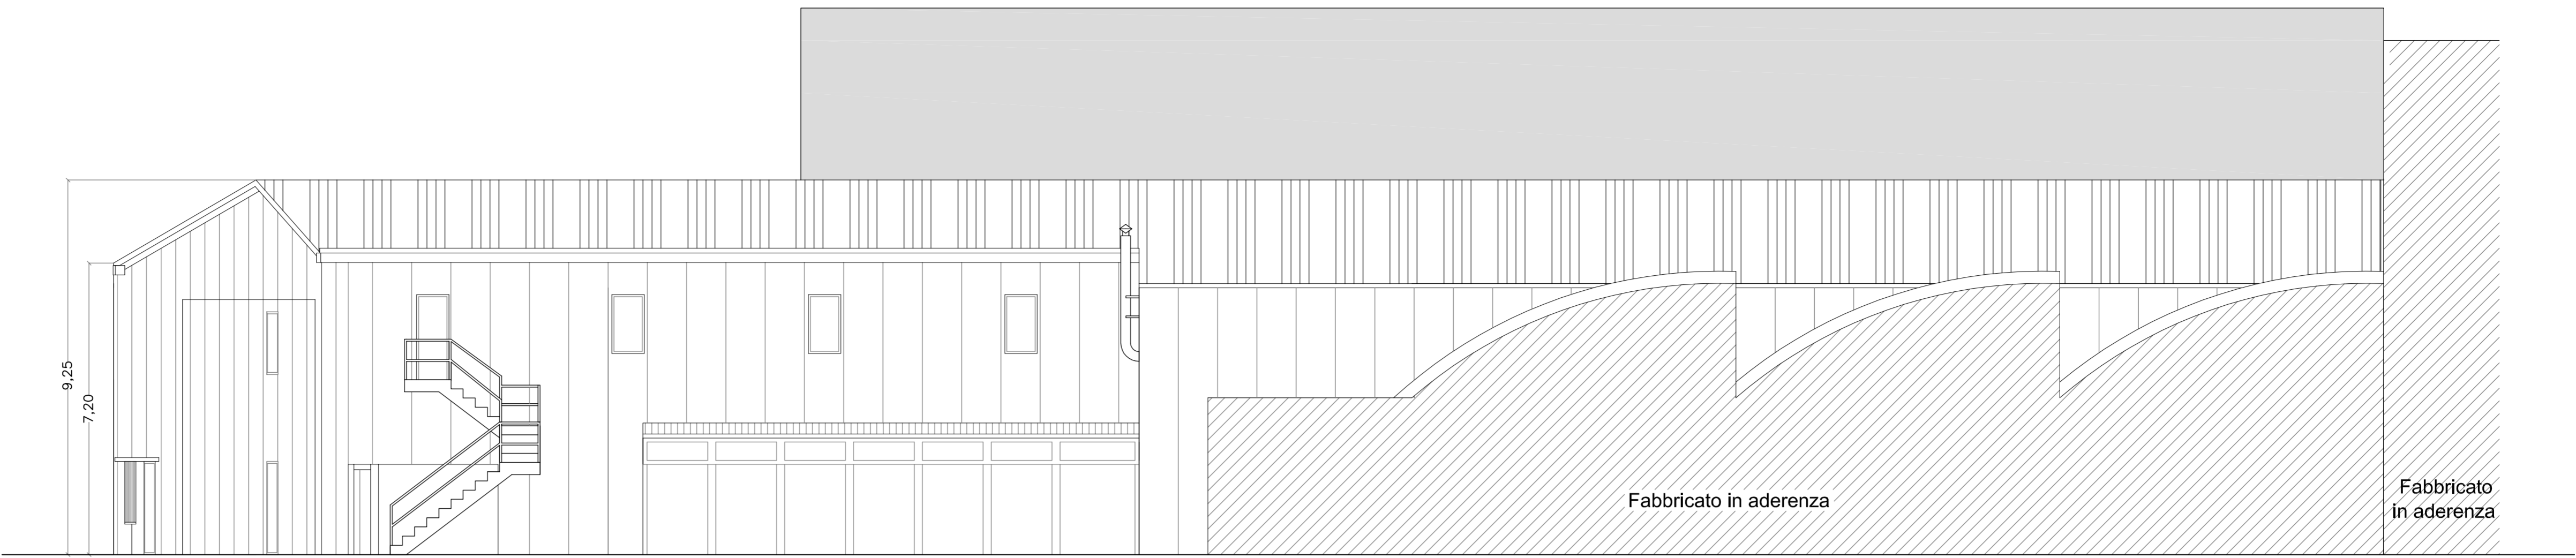 9,25
7,20
Fabbricato in aderenza
Fabbricato
in aderenza